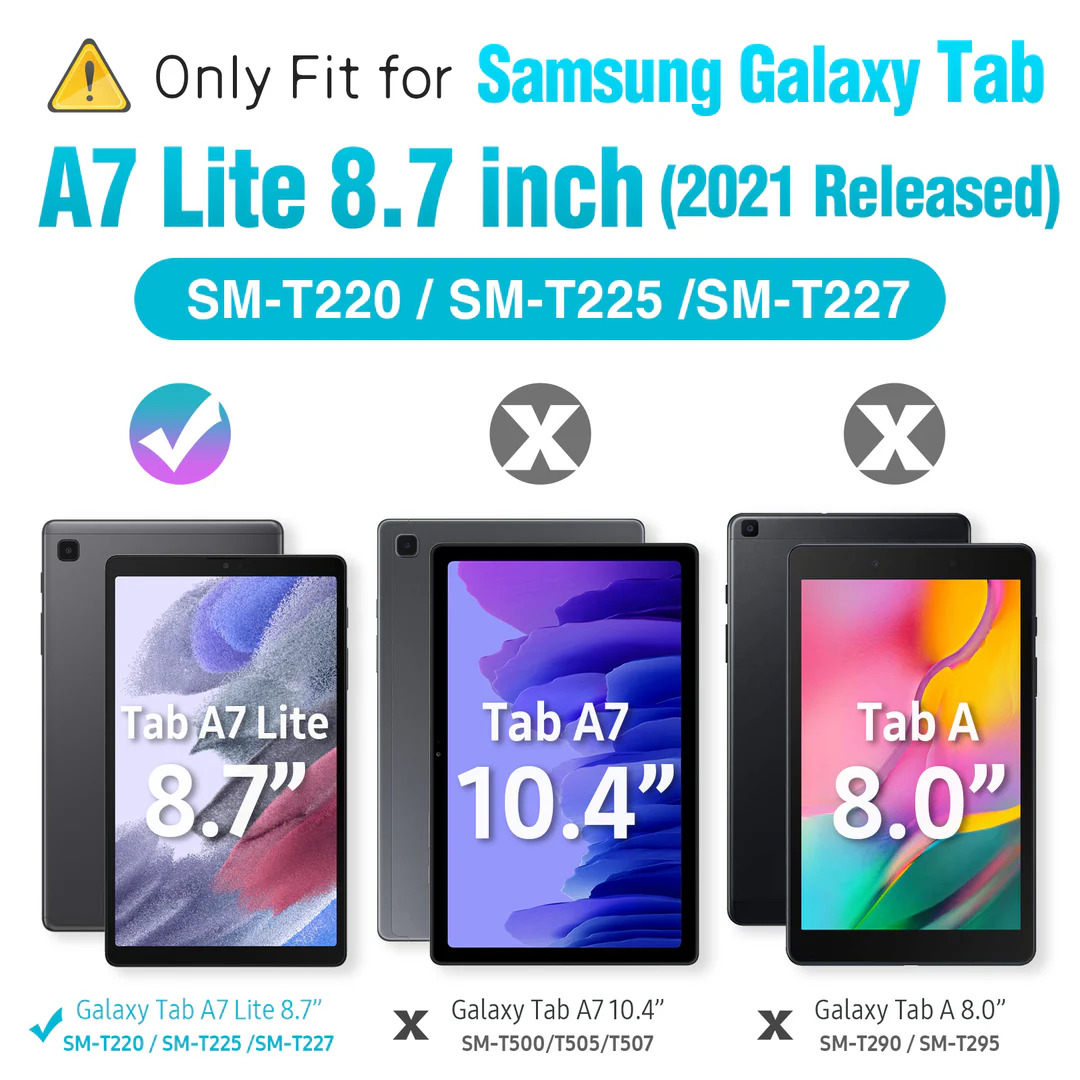 Only Fit for Samsung Galaxy Tab
A7 Lite 8.7 inch (2021 Released)
SM-T220 / SM-T225 /SM-T227
Tab A7 Lite
8.7”
Tab A7
10.4”
Tab A
8.0”
Galaxy Tab A7 Lite 8.7”
SM-T220 / SM-T225 /SM-T227
Galaxy Tab A7 10.4”
SM-T500/T505/T507
Galaxy Tab A 8.0”
SM-T290 / SM-T295